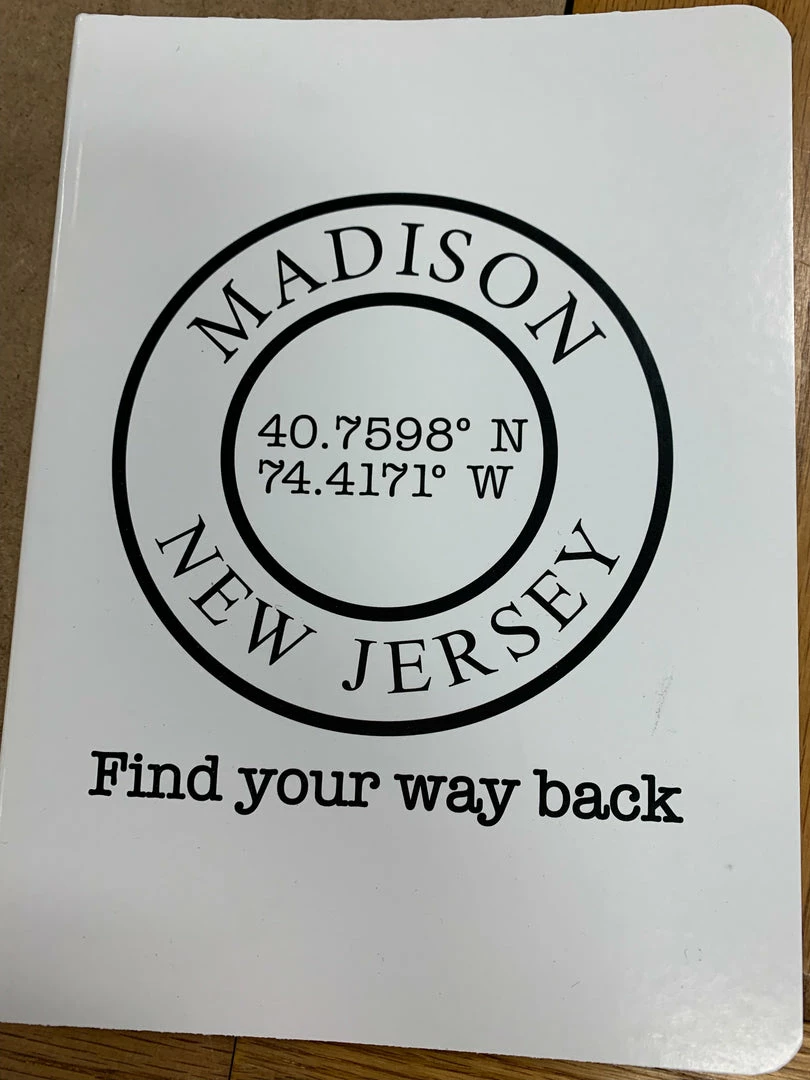 MADISON
40.7598° N
74.4171° W
NEW JERSEY
Find your way back